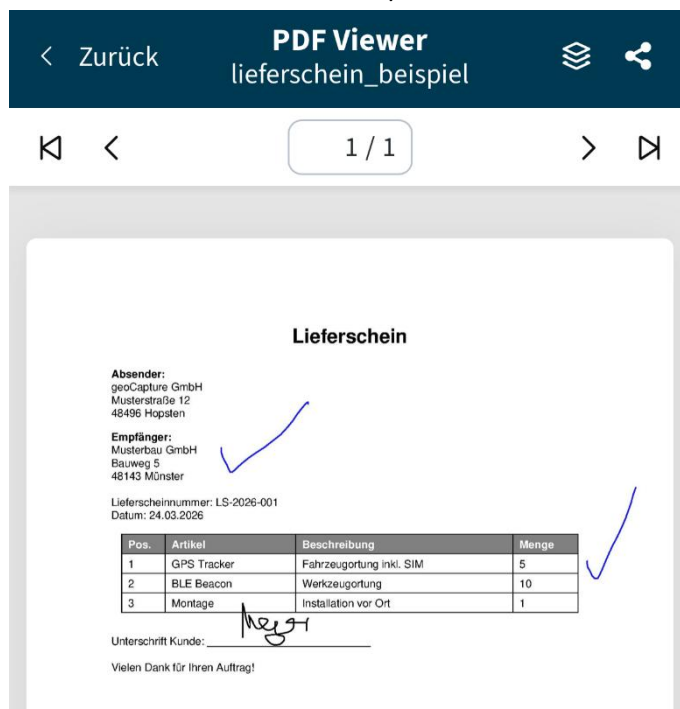 PDF Viewer
Zurück
lieferschein_beispiel
1 / 1
Lieferschein
Absender:
geoCapture GmbH
Musterstraße 12
48496 Hopsten
Empfänger:
Musterbau GmbH
Bauweg 5
48143 Münster
Lieferscheinnummer: LS-2026-001
Datum: 24.03.2026
Pos. Artikel Beschreibung Menge
1 GPS Tracker Fahrzeugortung inkl. SIM 5
2 BLE Beacon Werkzeugortung 10
3 Montage Installation vor Ort 1
Unterschrift Kunde:
Vielen Dank für Ihren Auftrag!